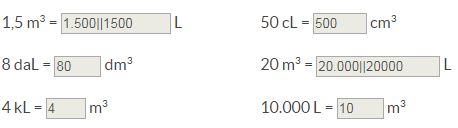 1,5 m³ = 1.500||1500 L 50 cL = 500 cm³
8 daL = 80 dm³ 20 m³ = 20.000||20000 L
4 kL = 4 m³ 10.000 L = 10 m³